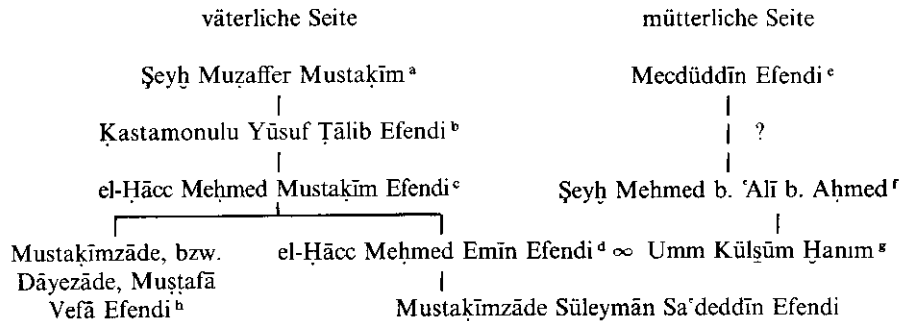 väterliche Seite mütterliche Seite
Şeyḫ Muẓaffer Mustaḳīm ᵃ Mecdüddīn Efendi ᵉ
Ḳastamonulu Yūsuf Ṭālib Efendi ᵇ ?
el-Ḥācc Meḥmed Mustaḳīm Efendi ᶜ Şeyḫ Meḥmed b. ʿAlī b. Aḥmed ᶠ
Mustaḳīmzāde, bzw. el-Ḥācc Meḥmed Emīn Efendi ᵈ ∞ Umm Küls̱ūm Ḫanım ᵍ
Dāyezāde, Muṣṭafā
Vefā Efendi ʰ Mustaḳīmzāde Süleymān Saʿdeddīn Efendi